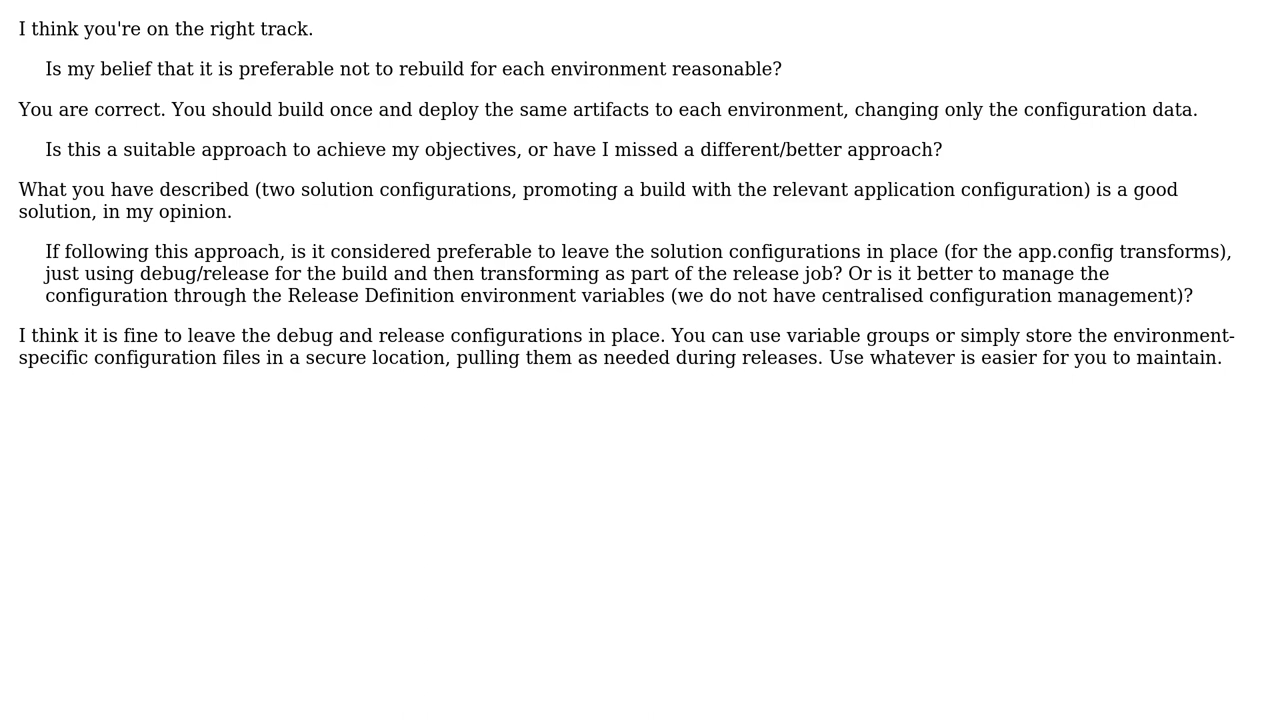 I think you're on the right track.
Is my belief that it is preferable not to rebuild for each environment reasonable?
You are correct. You should build once and deploy the same artifacts to each environment, changing only the configuration data.
Is this a suitable approach to achieve my objectives, or have I missed a different/better approach?
What you have described (two solution configurations, promoting a build with the relevant application configuration) is a good
solution, in my opinion.
If following this approach, is it considered preferable to leave the solution configurations in place (for the app.config transforms),
just using debug/release for the build and then transforming as part of the release job? Or is it better to manage the
configuration through the Release Definition environment variables (we do not have centralised configuration management)?
I think it is fine to leave the debug and release configurations in place. You can use variable groups or simply store the environment-
specific configuration files in a secure location, pulling them as needed during releases. Use whatever is easier for you to maintain.